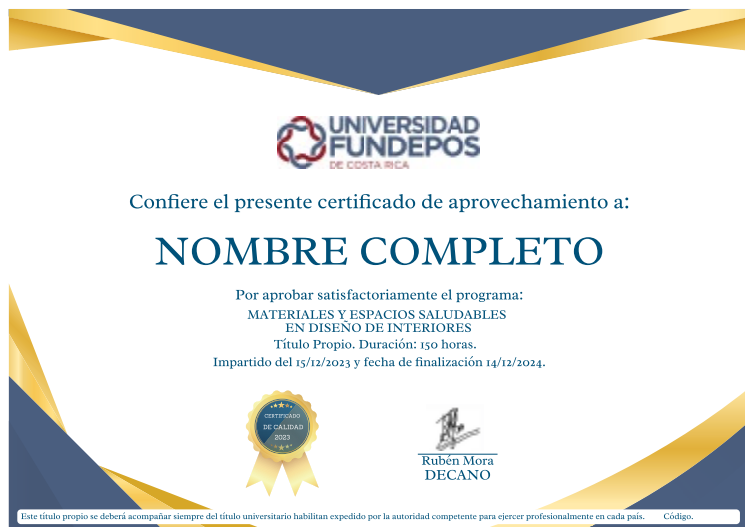 UNIVERSIDAD
FUNDEPOS
DE COSTA RICA
Confiere el presente certificado de aprovechamiento a:
NOMBRE COMPLETO
Por aprobar satisfactoriamente el programa:
MATERIALES Y ESPACIOS SALUDABLES
EN DISEÑO DE INTERIORES
Título Propio. Duración: 150 horas.
Impartido del 15/12/2023 y fecha de finalización 14/12/2024.
CERTIFICADO
DE CALIDAD
2023
Rubén Mora
DECANO
Este título propio se deberá acompañar siempre del título universitario habilitan expedido por la autoridad competente para ejercer profesionalmente en cada país. Código.